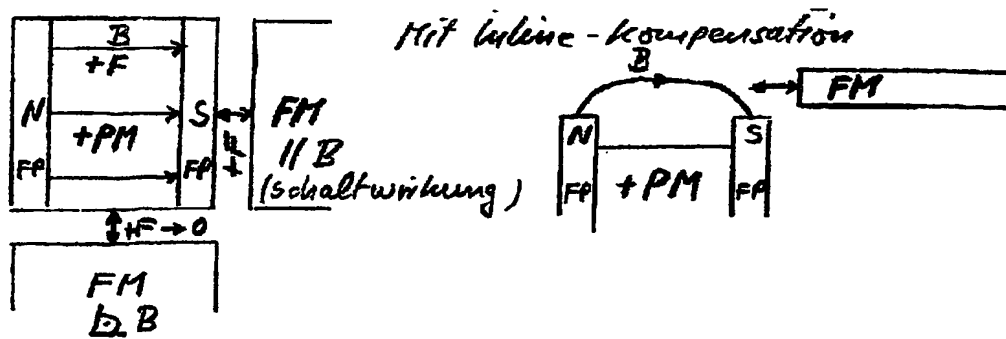 Mit Inline-Kompensation
B
+F
N
S
+PM
FP
FP
+F
FM
|| B
(Schaltwirkung)
+F → 0
FM
⊾ B
B
N
S
FP
+PM
FP
FM